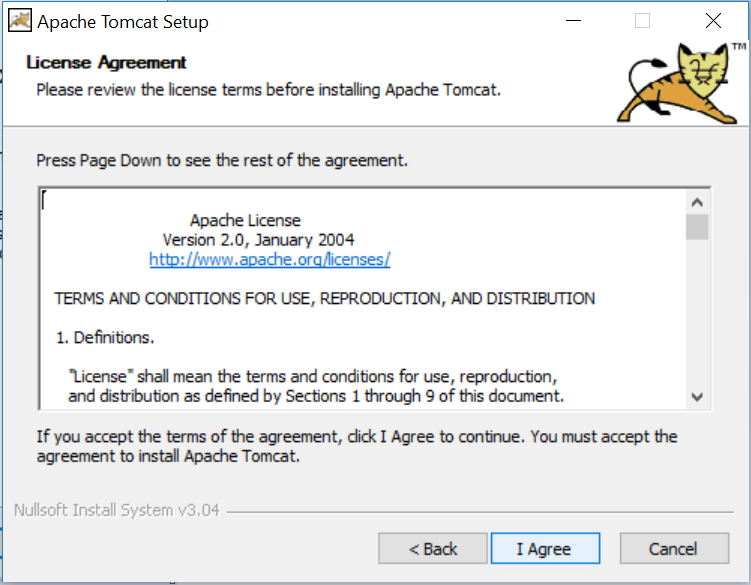 Apache Tomcat Setup
License Agreement
Please review the license terms before installing Apache Tomcat.
TM
Press Page Down to see the rest of the agreement.
Apache License
Version 2.0, January 2004
http://www.apache.org/licenses/
TERMS AND CONDITIONS FOR USE, REPRODUCTION, AND DISTRIBUTION
1. Definitions.
"License" shall mean the terms and conditions for use, reproduction,
and distribution as defined by Sections 1 through 9 of this document.
If you accept the terms of the agreement, click I Agree to continue. You must accept the
agreement to install Apache Tomcat.
Nullsoft Install System v3.04
< Back
I Agree
Cancel